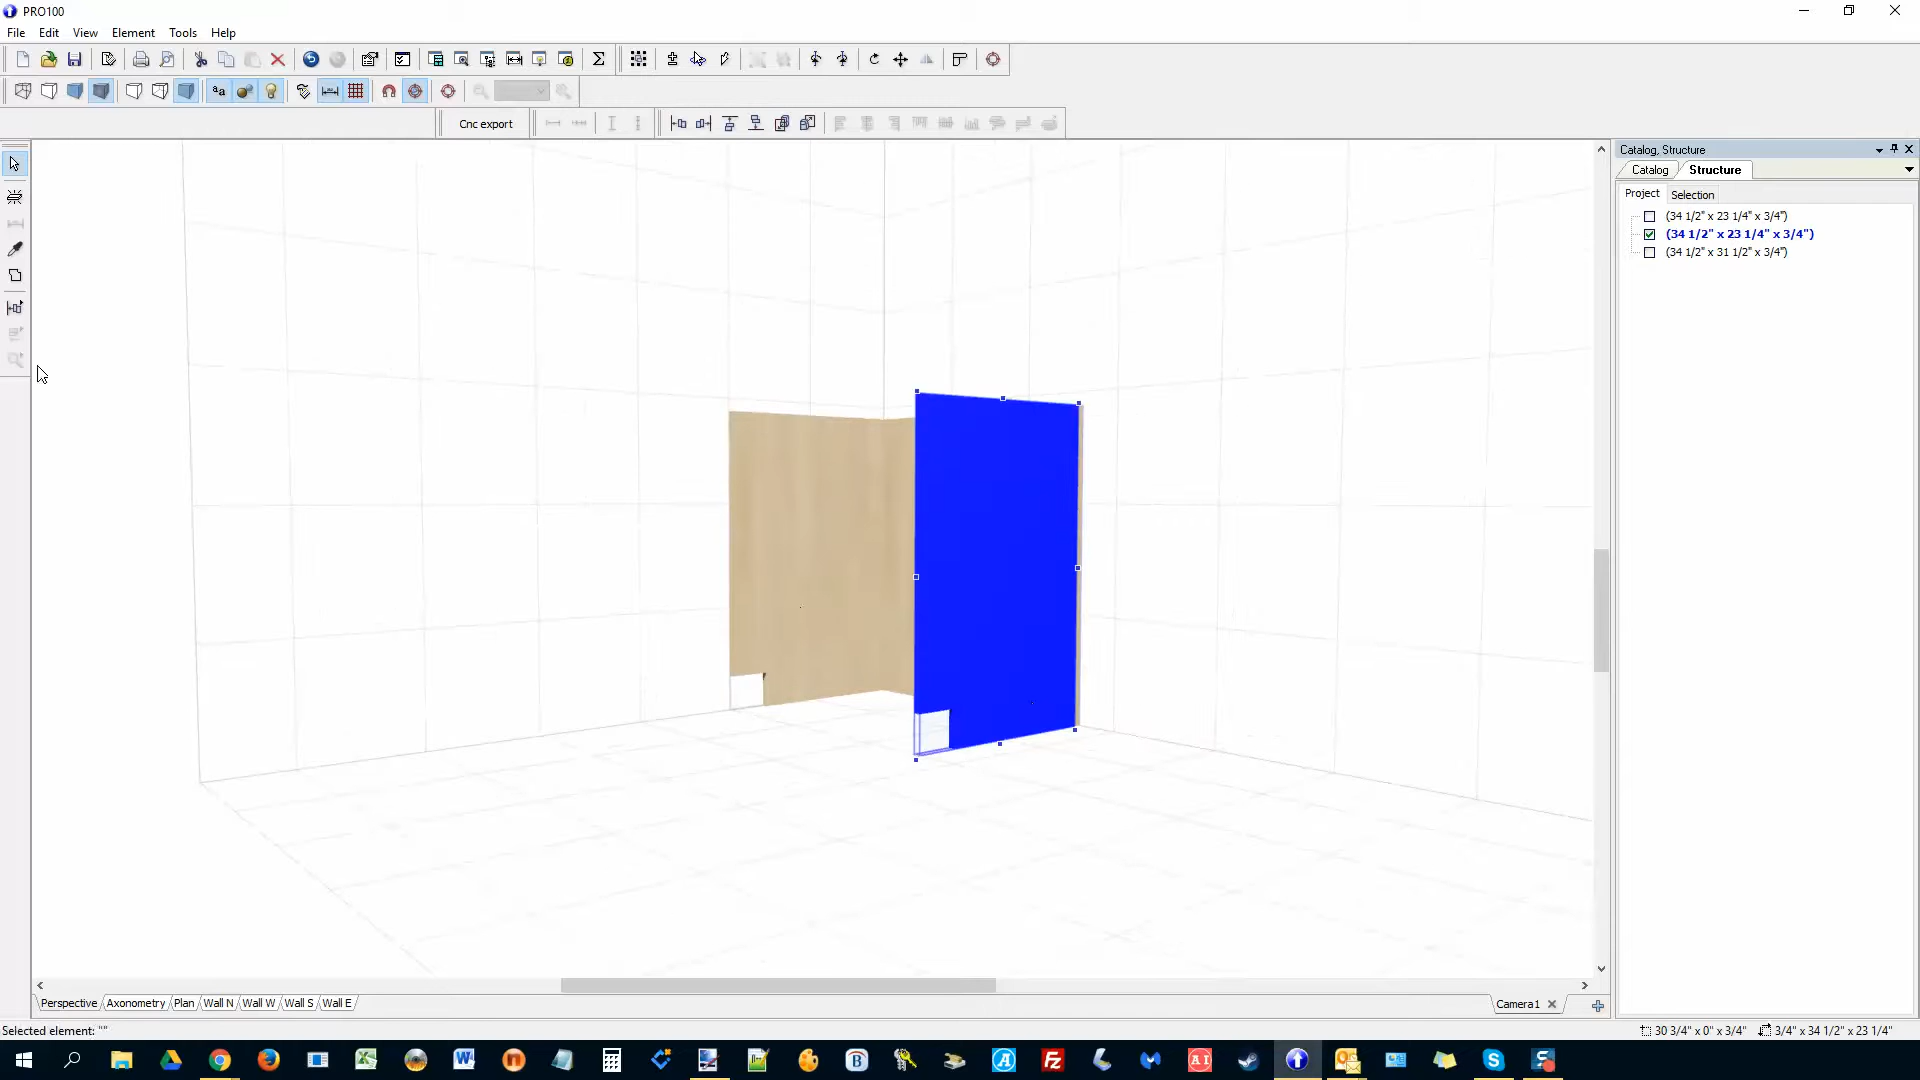 PRO100
File Edit View Element Tools Help
aa
Cnc export
Catalog, Structure
Catalog Structure
Project Selection
(34 1/2" x 23 1/4" x 3/4")
(34 1/2" x 23 1/4" x 3/4")
(34 1/2" x 31 1/2" x 3/4")
Perspective Axonometry Plan Wall N Wall W Wall S Wall E
Camera1
Selected element: ""
30 3/4" x 0" x 3/4" 3/4" x 34 1/2" x 23 1/4"